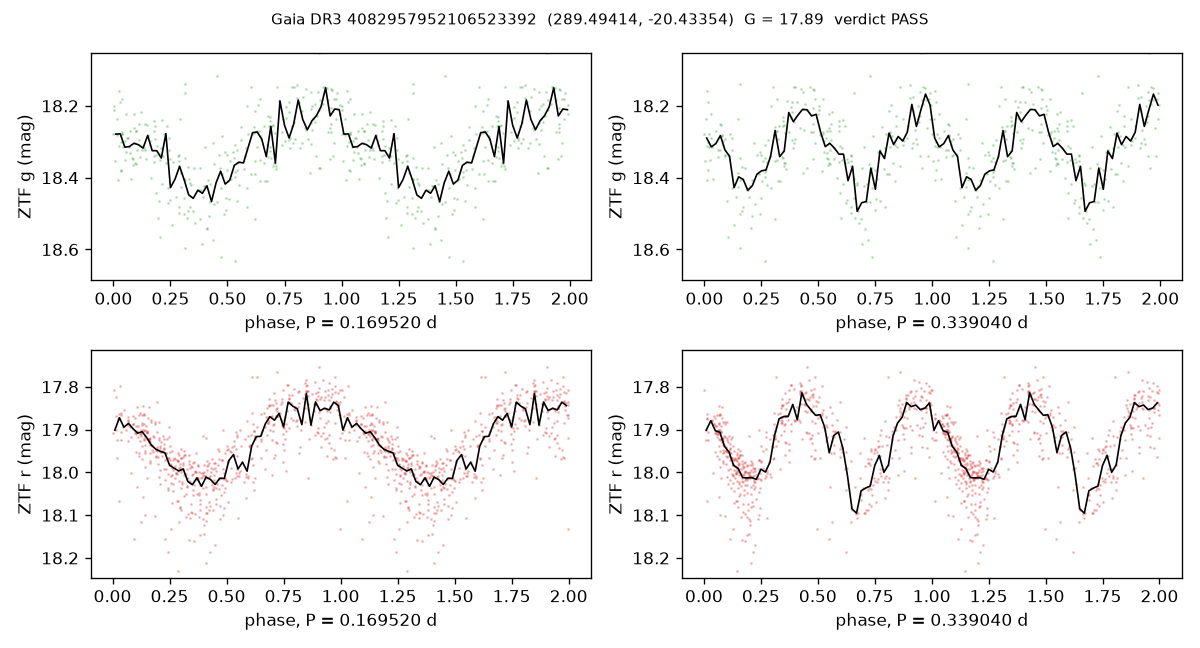 Gaia DR3 4082957952106523392 (289.49414, -20.43354) G = 17.89 verdict PASS
ZTF g (mag)
18.2
18.4
18.6
0.00 0.25 0.50 0.75 1.00 1.25 1.50 1.75 2.00
phase, P = 0.169520 d
ZTF g (mag)
18.2
18.4
18.6
0.00 0.25 0.50 0.75 1.00 1.25 1.50 1.75 2.00
phase, P = 0.339040 d
ZTF r (mag)
17.8
17.9
18.0
18.1
18.2
0.00 0.25 0.50 0.75 1.00 1.25 1.50 1.75 2.00
phase, P = 0.169520 d
ZTF r (mag)
17.8
17.9
18.0
18.1
18.2
0.00 0.25 0.50 0.75 1.00 1.25 1.50 1.75 2.00
phase, P = 0.339040 d